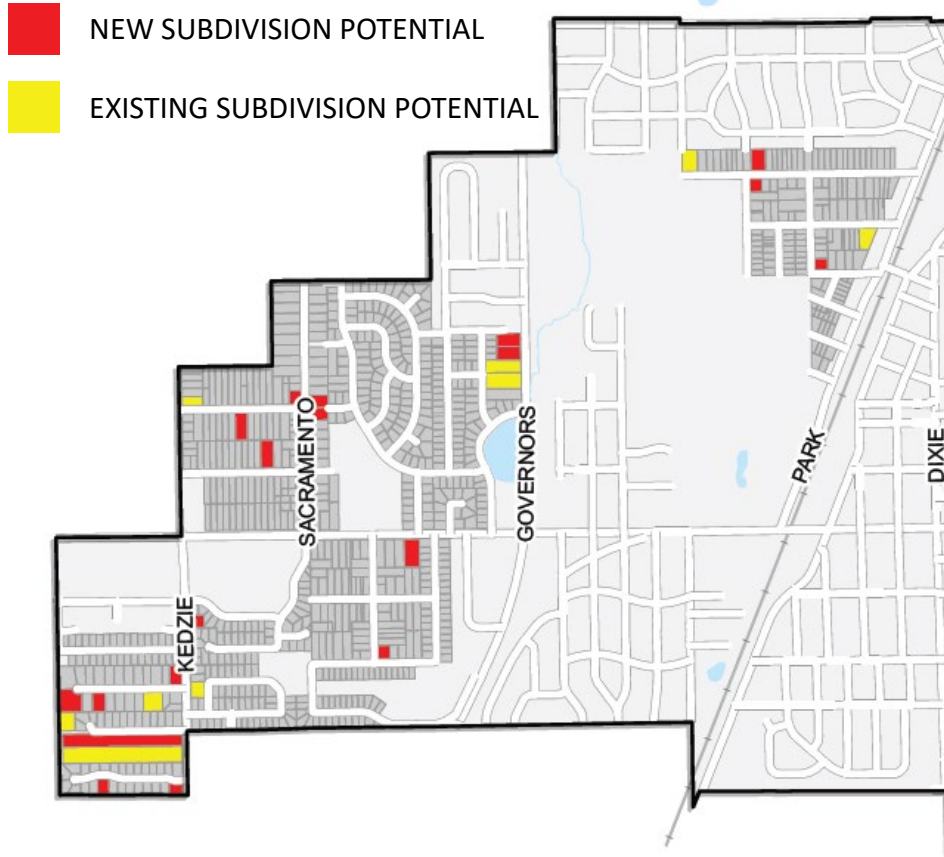 NEW SUBDIVISION POTENTIAL
EXISTING SUBDIVISION POTENTIAL
SACRAMENTO
GOVERNORS
PARK
DIXIE
KEDZIE